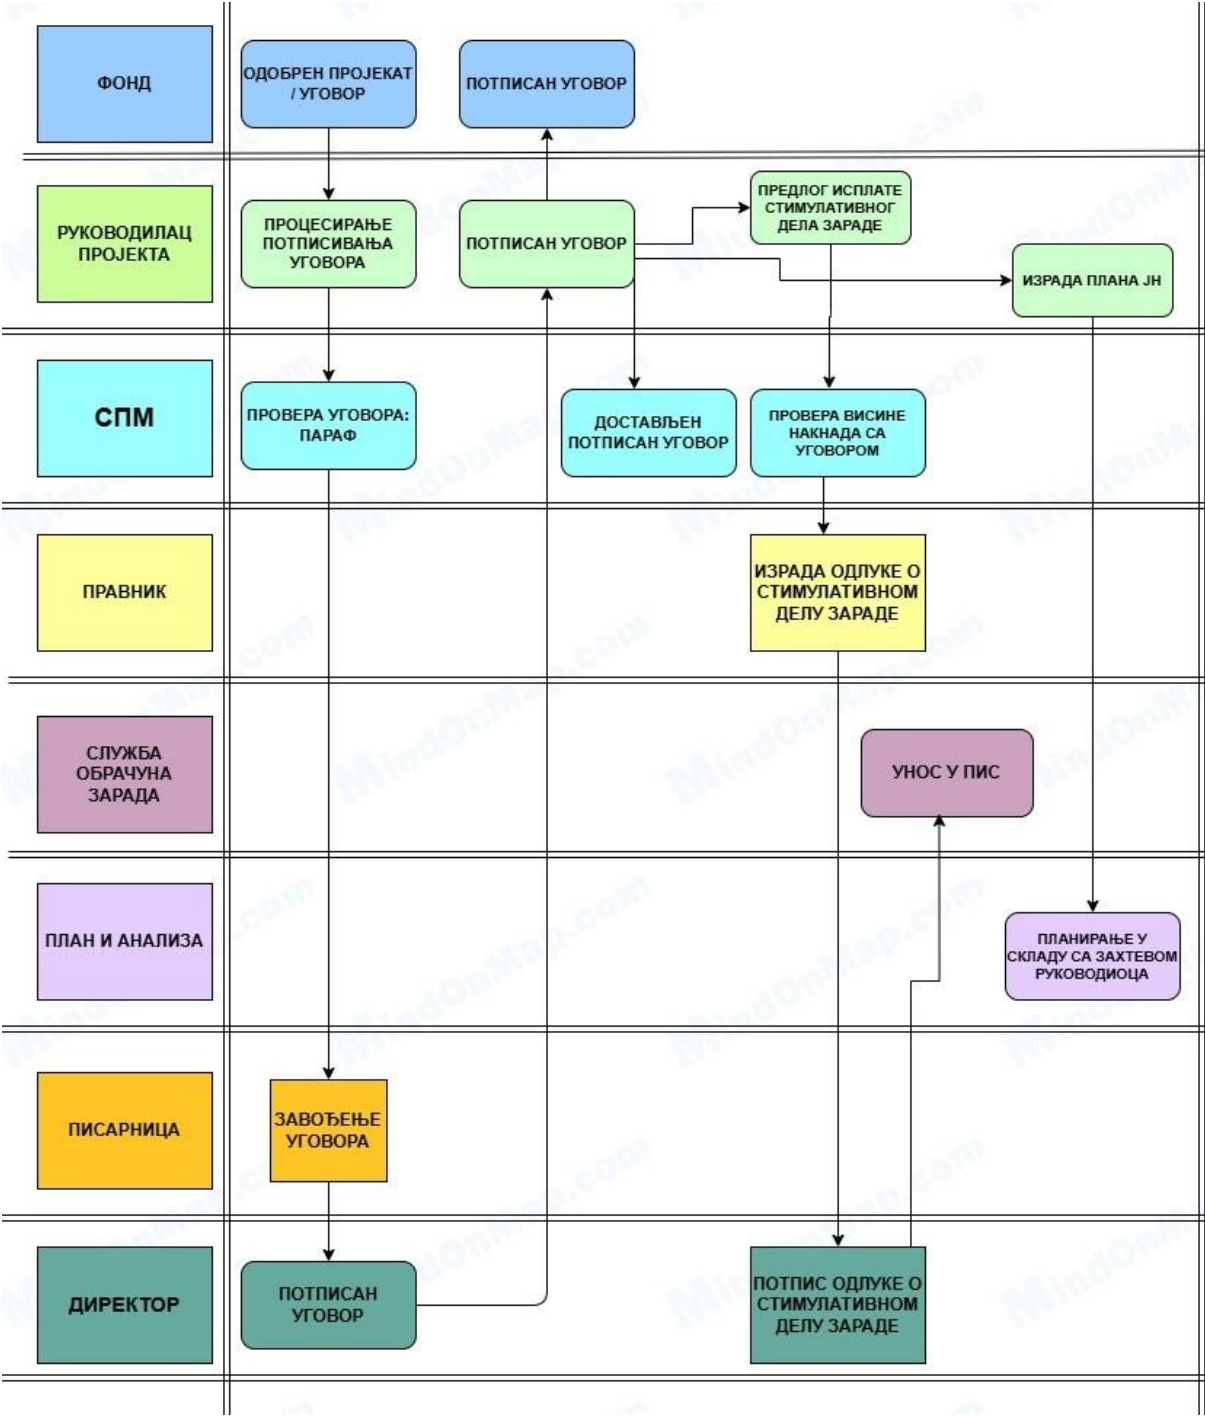 ФОНД
ОДОБРЕН ПРОЈЕКАТ
/ УГОВОР
ПОТПИСАН УГОВОР
РУКОВОДИЛАЦ
ПРОЈЕКТА
ПРОЦЕСИРАЊЕ
ПОТПИСИВАЊА
УГОВОРА
ПОТПИСАН УГОВОР
ПРЕДЛОГ ИСПЛАТЕ
СТИМУЛАТИВНОГ
ДЕЛА ЗАРАДЕ
ИЗРАДА ПЛАНА ЈН
СПМ
ПРОВЕРА УГОВОРА:
ПАРАФ
ДОСТАВЉЕН
ПОТПИСАН УГОВОР
ПРОВЕРА ВИСИНЕ
НАКНАДА СА
УГОВОРОМ
ПРАВНИК
ИЗРАДА ОДЛУКЕ О
СТИМУЛАТИВНОМ
ДЕЛУ ЗАРАДЕ
СЛУЖБА
ОБРАЧУНА
ЗАРАДА
УНОС У ПИС
ПЛАН И АНАЛИЗА
ПЛАНИРАЊЕ У
СКЛАДУ СА ЗАХТЕВОМ
РУКОВОДИОЦА
ПИСАРНИЦА
ЗАВОЂЕЊЕ
УГОВОРА
ДИРЕКТОР
ПОТПИСАН
УГОВОР
ПОТПИС ОДЛУКЕ О
СТИМУЛАТИВНОМ
ДЕЛУ ЗАРАДЕ
MindOnMap.com